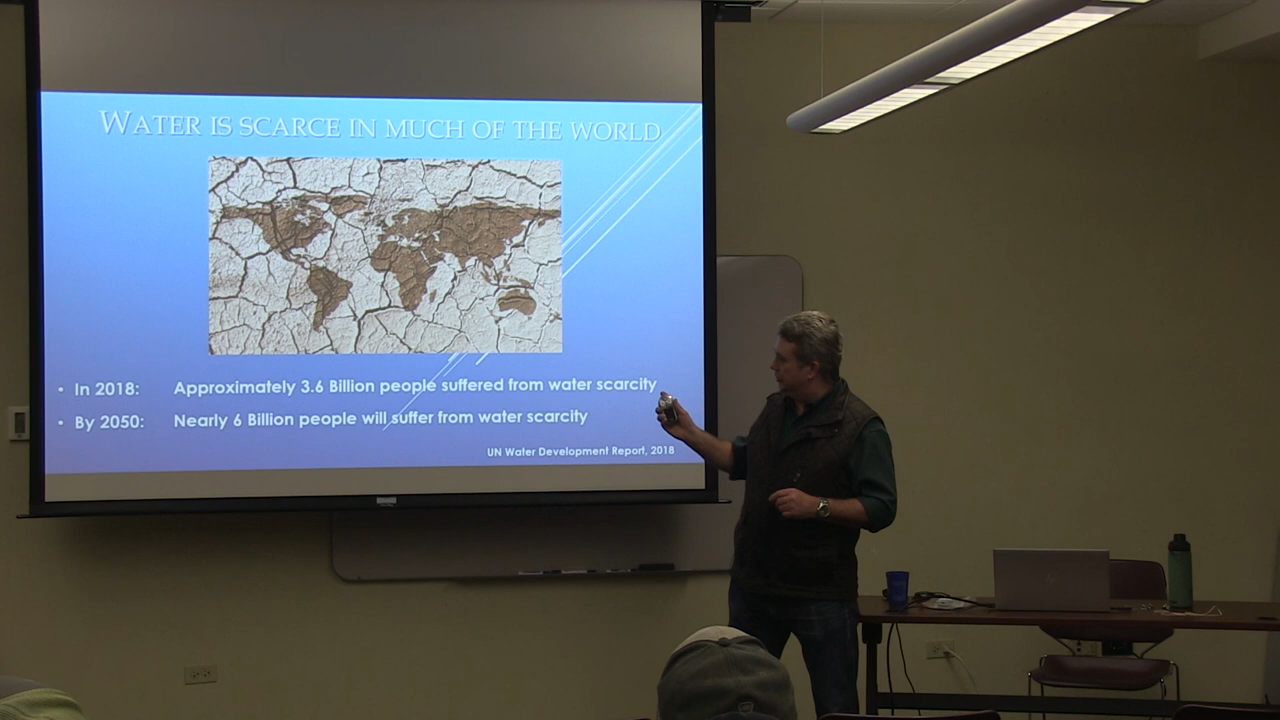 WATER IS SCARCE IN MUCH OF THE WORLD
• In 2018: Approximately 3.6 Billion people suffered from water scarcity
• By 2050: Nearly 6 Billion people will suffer from water scarcity
UN Water Development Report, 2018